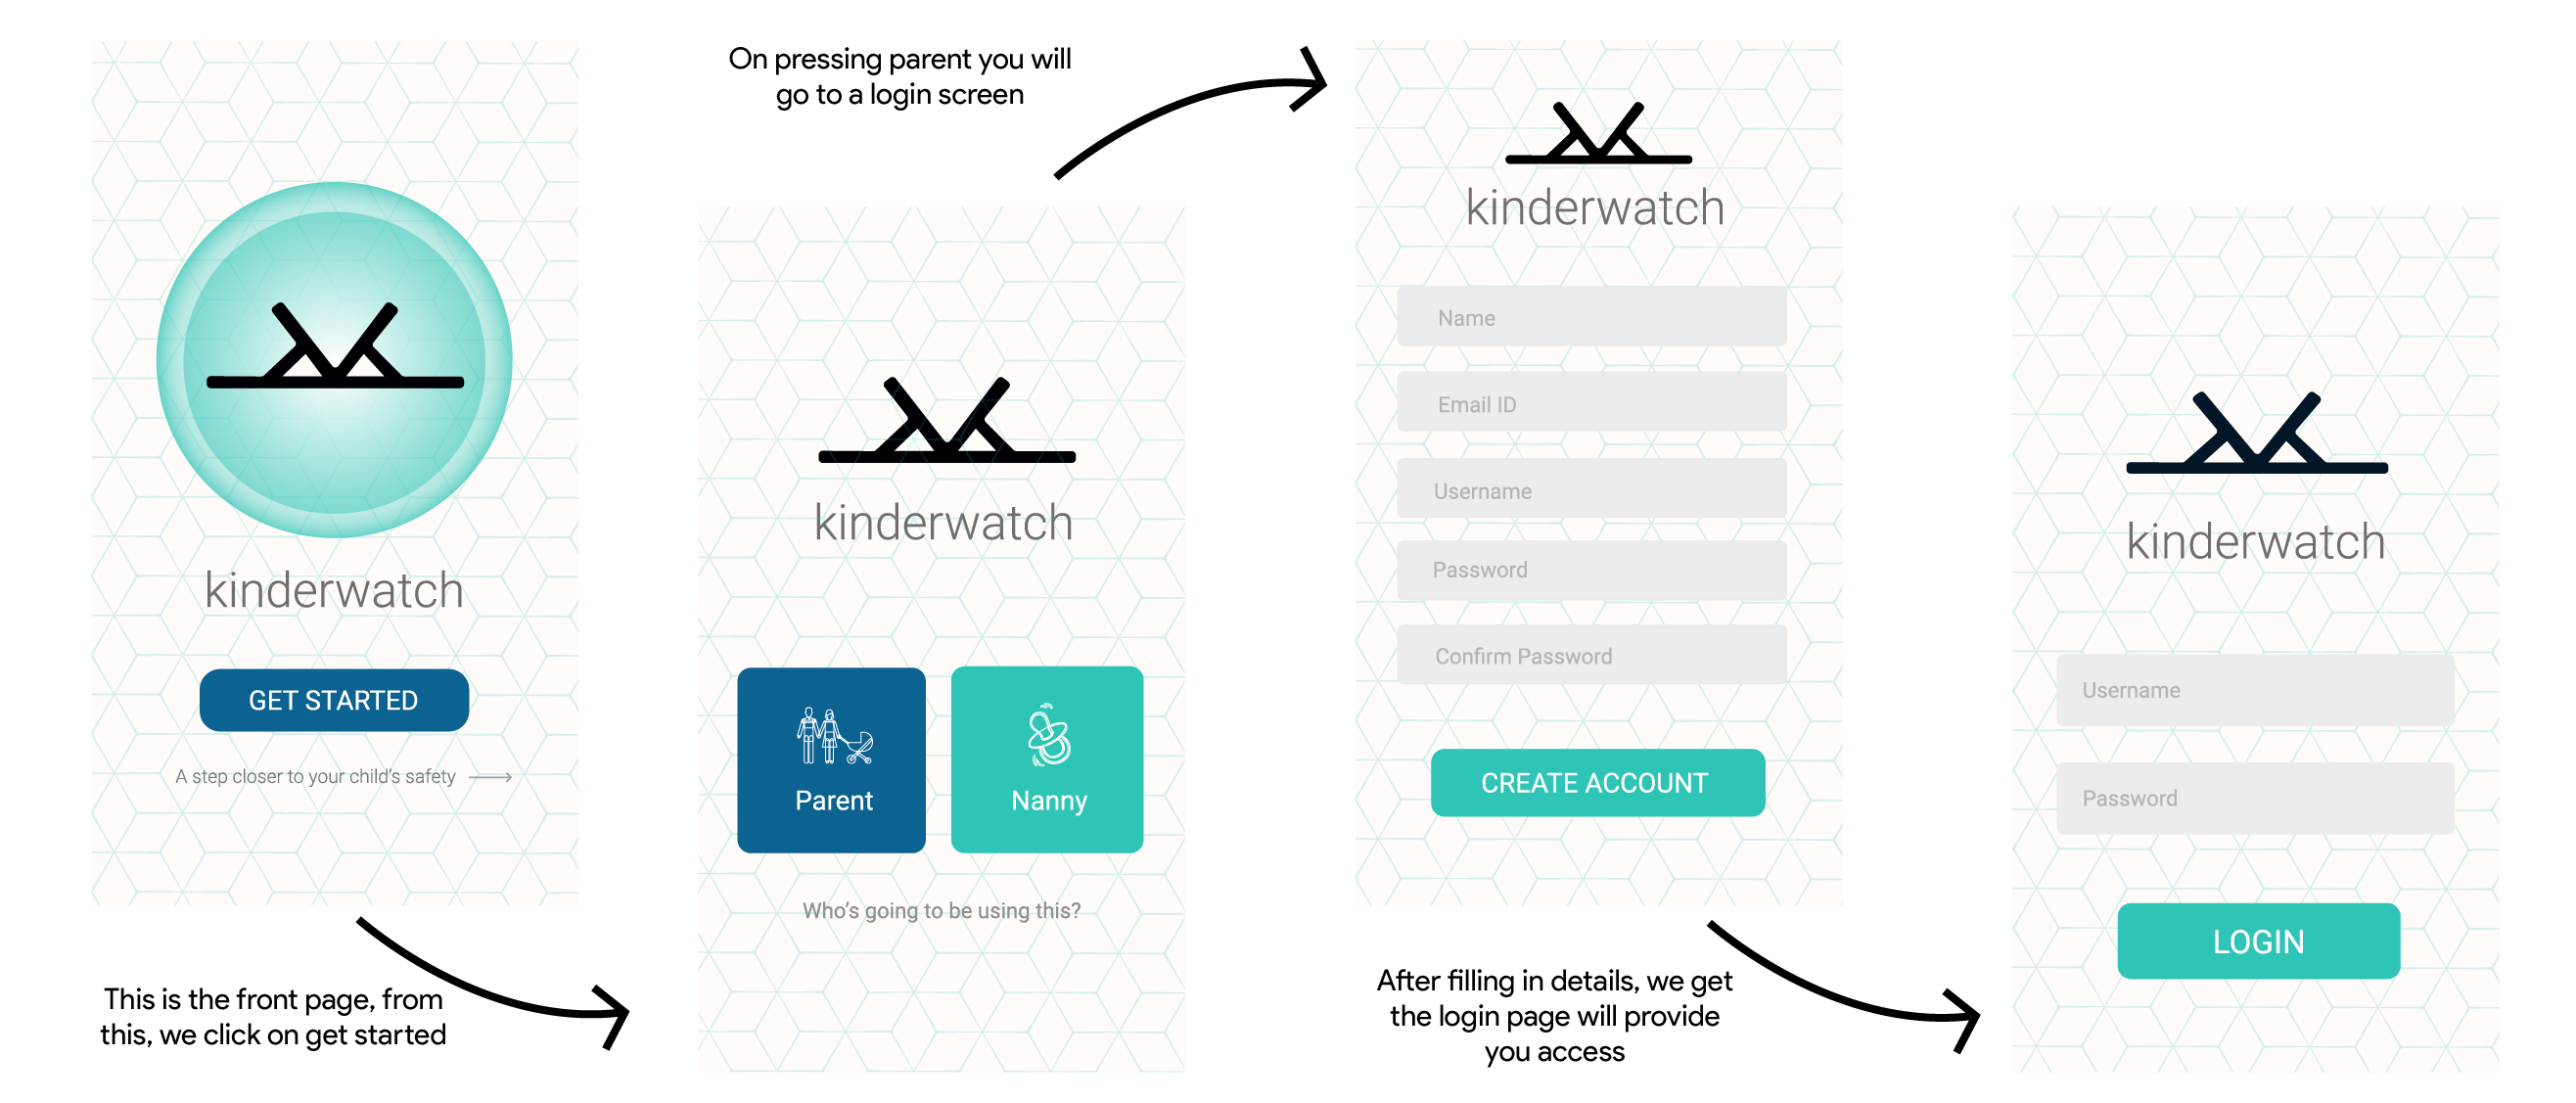 kinderwatch
GET STARTED
A step closer to your child's safety
This is the front page, from
this, we click on get started
On pressing parent you will
go to a login screen
kinderwatch
Parent
Nanny
Who's going to be using this?
kinderwatch
Name
Email ID
Username
Password
Confirm Password
CREATE ACCOUNT
After filling in details, we get
the login page will provide
you access
kinderwatch
Username
Password
LOGIN